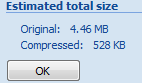 Estimated total size
Original: 4.46 MB
Compressed: 528 KB
OK